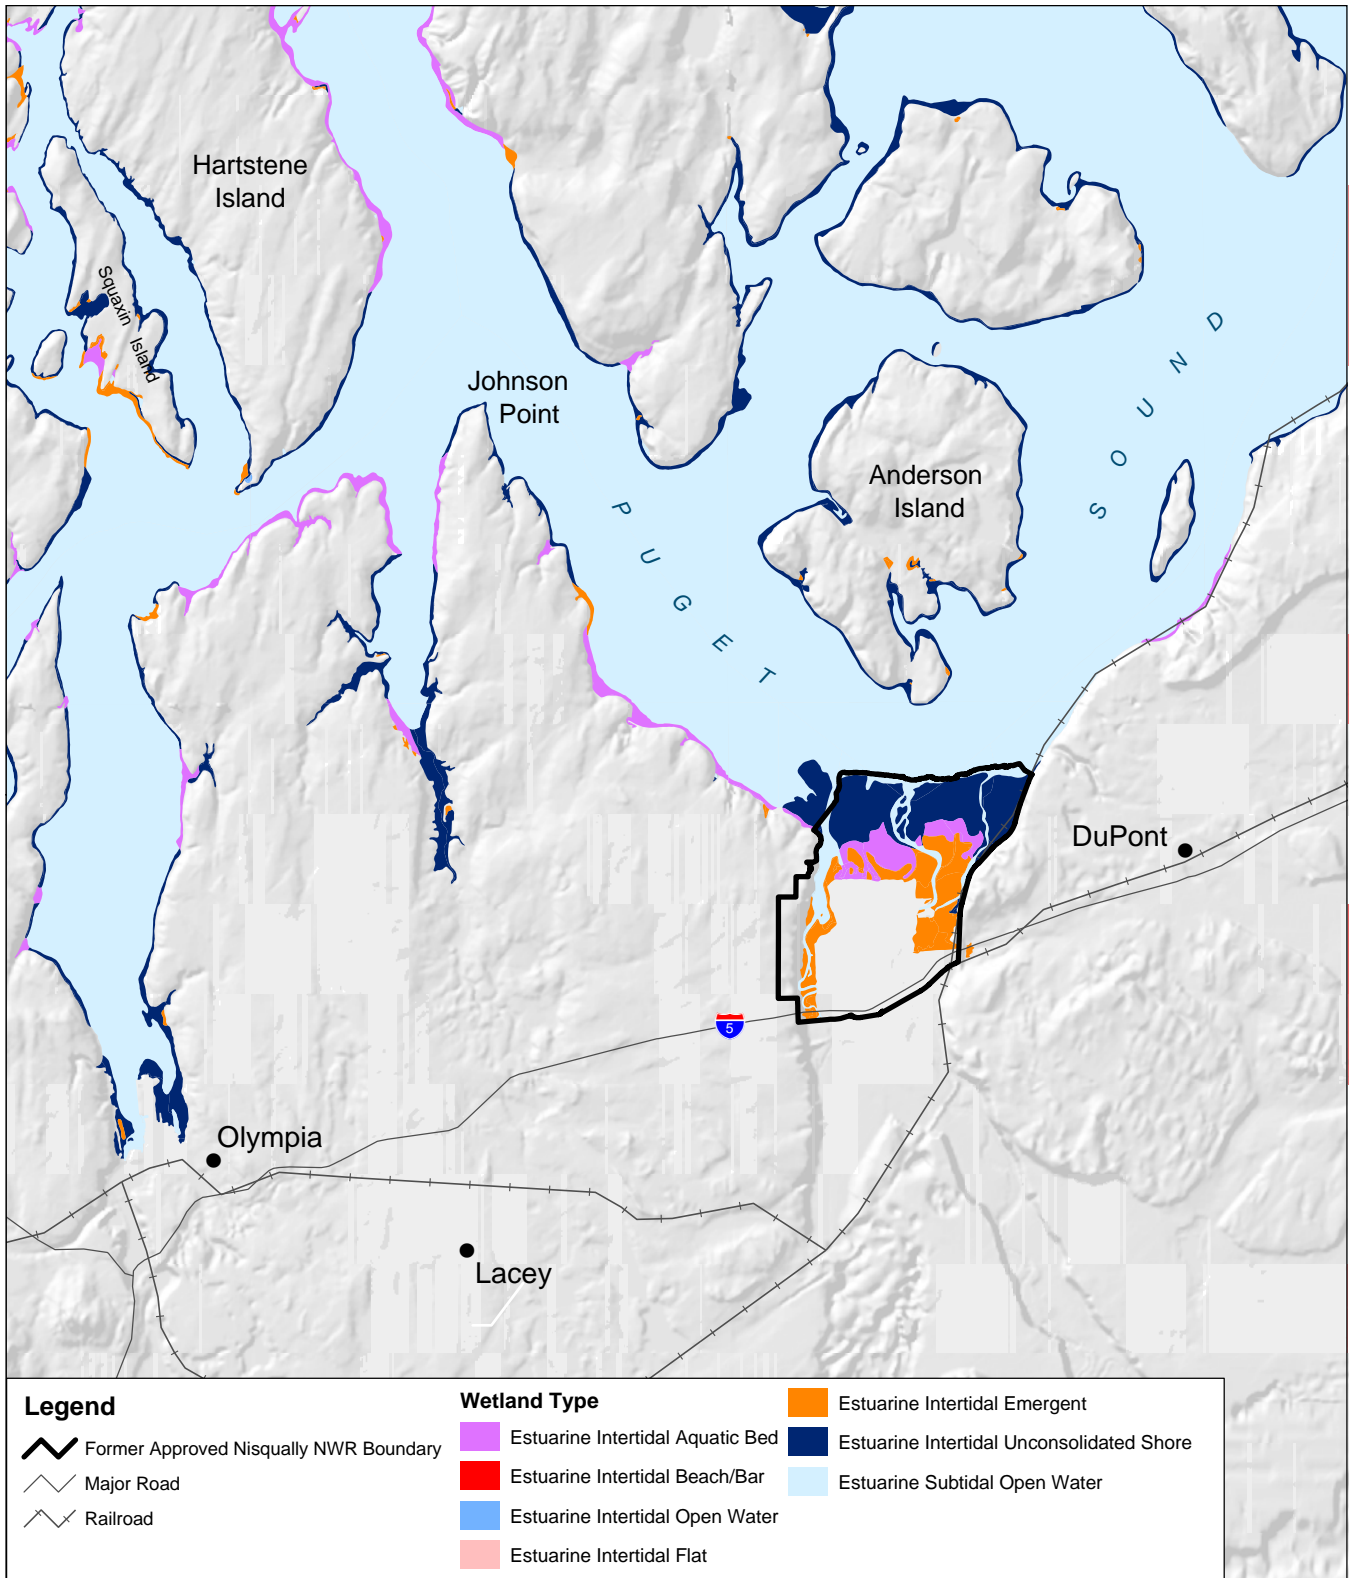 Hartstene
Island
Squaxin Island
Johnson
Point
Anderson
Island
PUGET
SOUND
DuPont
5
Olympia
Lacey
Legend
Former Approved Nisqually NWR Boundary
Major Road
Railroad
Wetland Type
Estuarine Intertidal Aquatic Bed
Estuarine Intertidal Beach/Bar
Estuarine Intertidal Open Water
Estuarine Intertidal Flat
Estuarine Intertidal Emergent
Estuarine Intertidal Unconsolidated Shore
Estuarine Subtidal Open Water